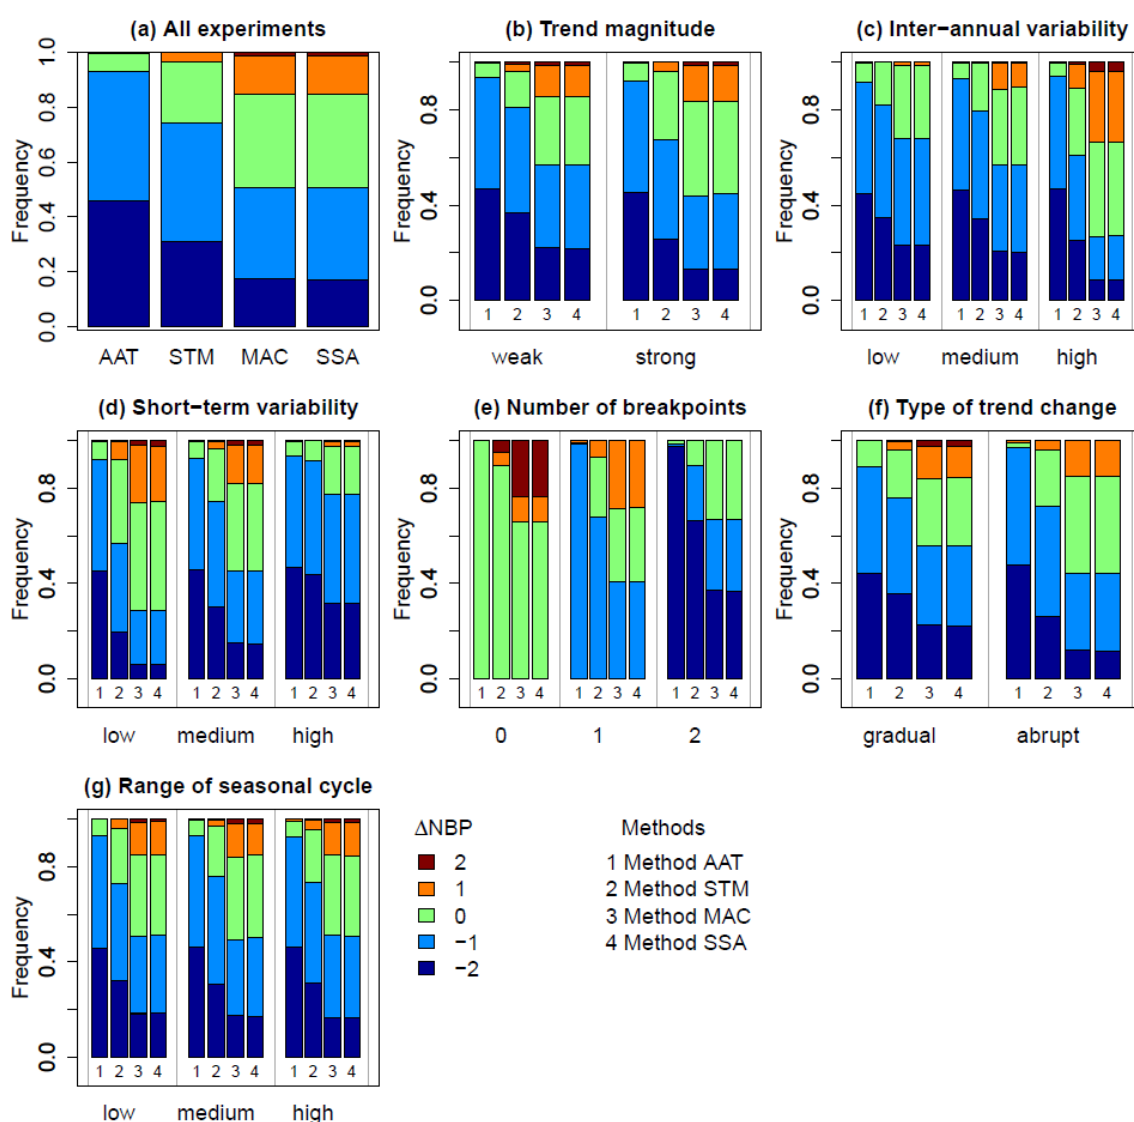 (a) All experiments
(b) Trend magnitude
(c) Inter−annual variability
Frequency
0.0 0.2 0.4 0.6 0.8 1.0
AAT STM MAC SSA
Frequency
0.0 0.4 0.8
1 2 3 4 1 2 3 4
weak strong
Frequency
0.0 0.4 0.8
1 2 3 4 1 2 3 4 1 2 3 4
low medium high
(d) Short−term variability
(e) Number of breakpoints
(f) Type of trend change
Frequency
0.0 0.4 0.8
1 2 3 4 1 2 3 4 1 2 3 4
low medium high
Frequency
0.0 0.4 0.8
1 2 3 4 1 2 3 4 1 2 3 4
0 1 2
Frequency
0.0 0.4 0.8
1 2 3 4 1 2 3 4
gradual abrupt
(g) Range of seasonal cycle
Frequency
0.0 0.4 0.8
1 2 3 4 1 2 3 4 1 2 3 4
low medium high
ΔNBP
2
1
0
−1
−2
Methods
1 Method AAT
2 Method STM
3 Method MAC
4 Method SSA